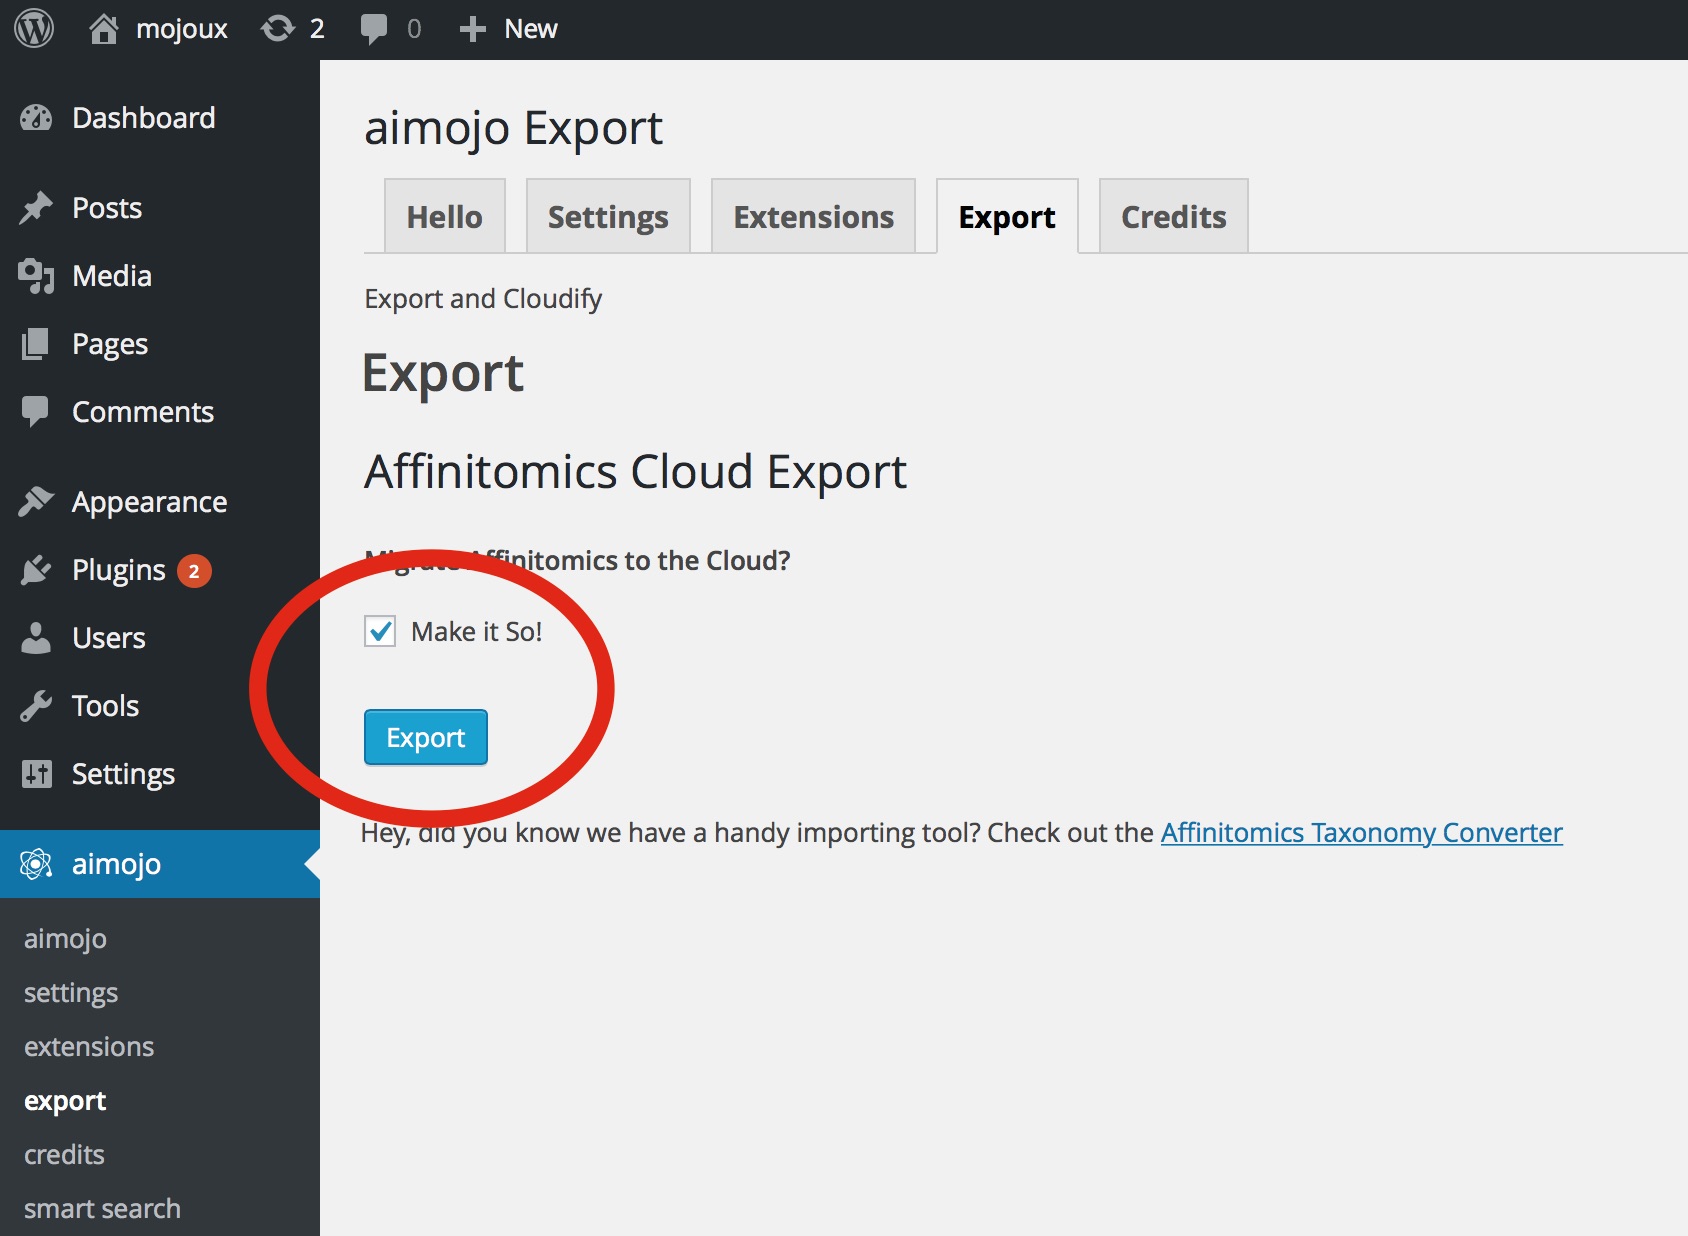 mojoux 2 0 New
Dashboard
Posts
Media
Pages
Comments
Appearance
Plugins 2
Users
Tools
Settings
aimojo
aimojo
settings
extensions
export
credits
smart search
aimojo Export
Hello Settings Extensions Export Credits
Export and Cloudify
Export
Affinitomics Cloud Export
Migrate Affinitomics to the Cloud?
Make it So!
Export
Hey, did you know we have a handy importing tool? Check out the Affinitomics Taxonomy Converter